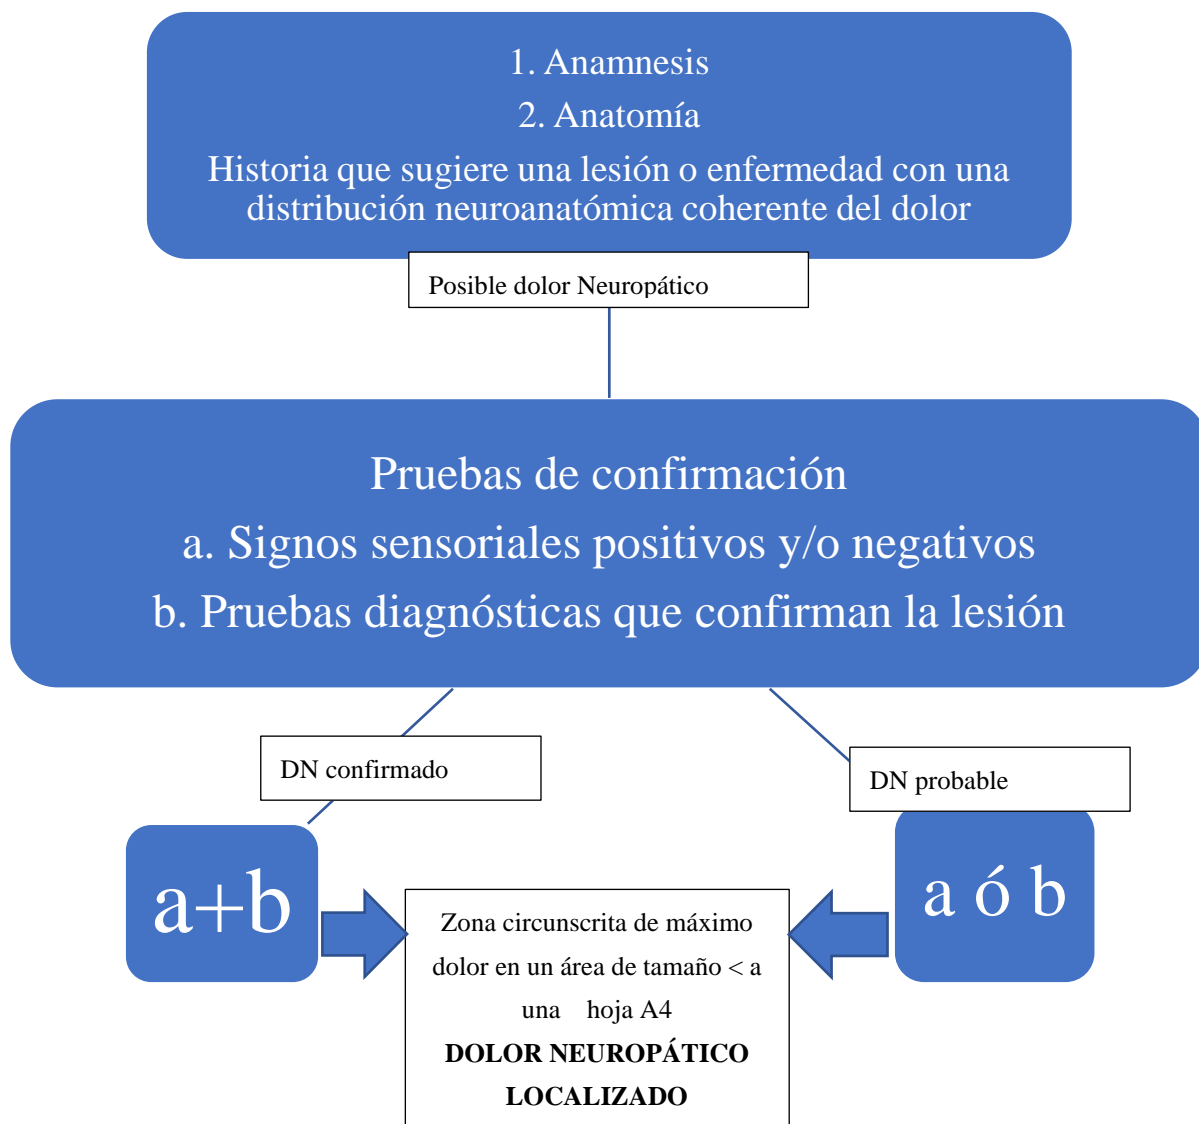 1. Anamnesis
2. Anatomía
Historia que sugiere una lesión o enfermedad con una
distribución neuroanatómica coherente del dolor
Posible dolor Neuropático
Pruebas de confirmación
a. Signos sensoriales positivos y/o negativos
b. Pruebas diagnósticas que confirman la lesión
DN confirmado
DN probable
a+b
a ó b
Zona circunscrita de máximo
dolor en un área de tamaño < a
una hoja A4
DOLOR NEUROPÁTICO
LOCALIZADO